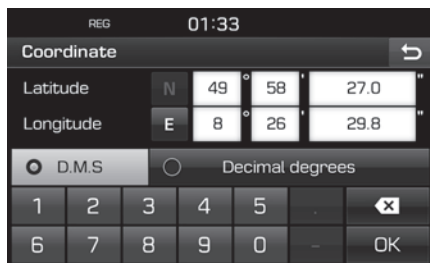 REG 01:33
Coordinate
Latitude N 49 ° 58 ' 27.0 "
Longitude E 8 ° 26 ' 29.8 "
D.M.S Decimal degrees
1 2 3 4 5 .
6 7 8 9 0 - OK